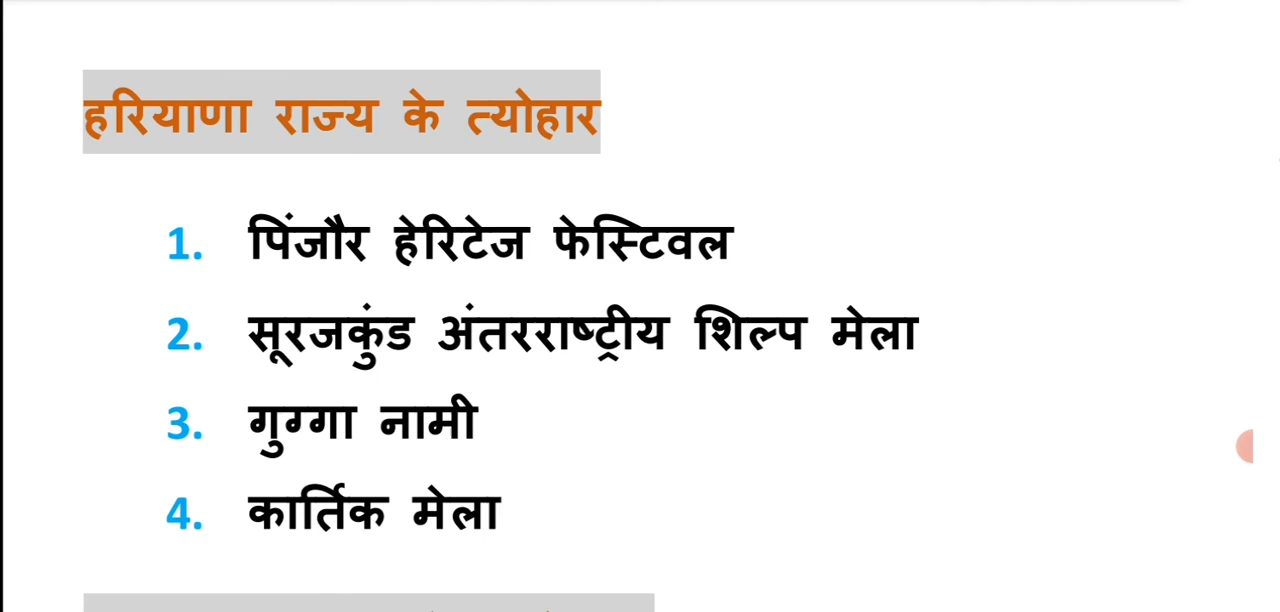 हरियाणा राज्य के त्योहार
1. पिंजौर हेरिटेज फेस्टिवल
2. सूरजकुंड अंतरराष्ट्रीय शिल्प मेला
3. गुग्गा नामी
4. कार्तिक मेला